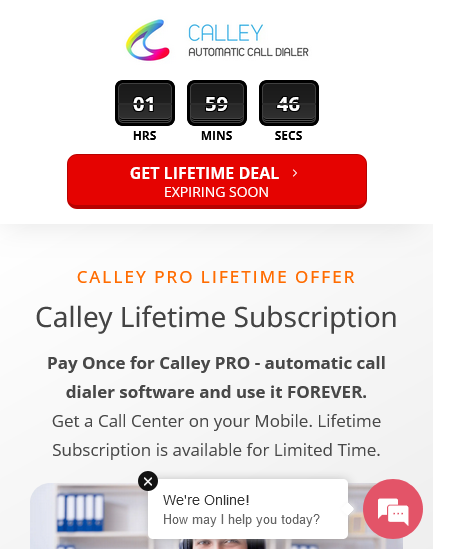 CALLEY
AUTOMATIC CALL DIALER
01 59 46
HRS MINS SECS
GET LIFETIME DEAL
EXPIRING SOON
CALLEY PRO LIFETIME OFFER
Calley Lifetime Subscription
Pay Once for Calley PRO - automatic call
dialer software and use it FOREVER.
Get a Call Center on your Mobile. Lifetime
Subscription is available for Limited Time.
We're Online!
How may I help you today?